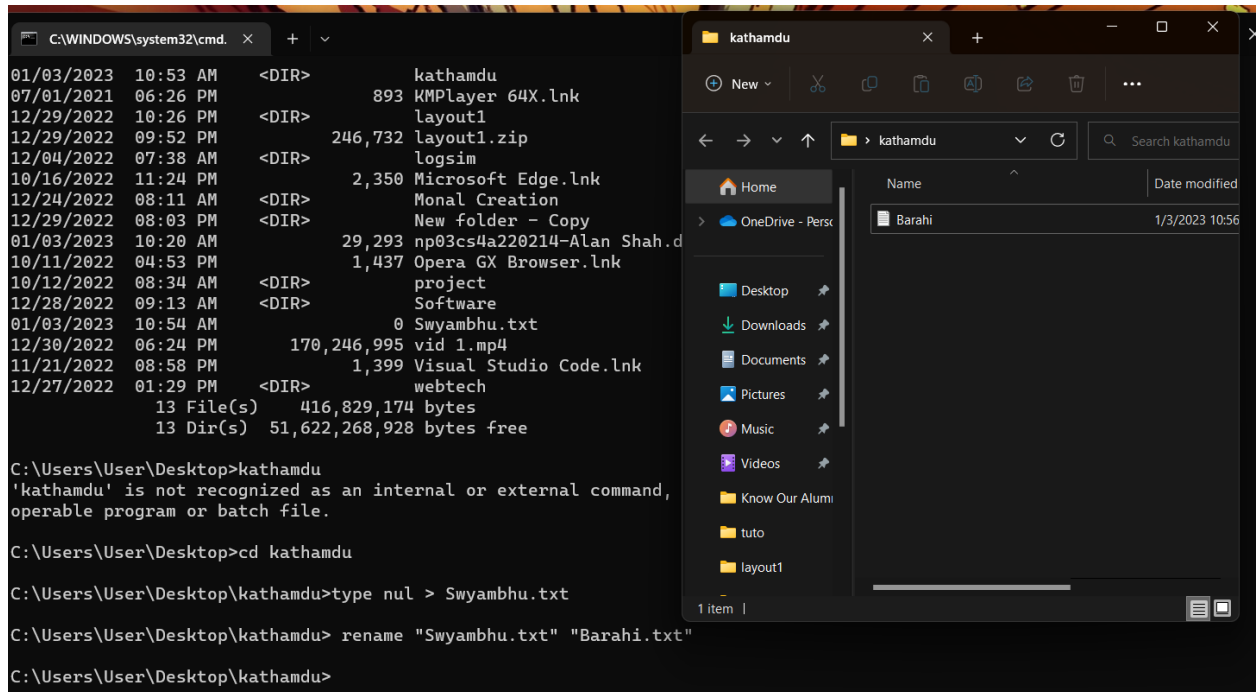 C:\WINDOWS\system32\cmd.
01/03/2023  10:53 AM    <DIR>          kathamdu
07/01/2021  06:26 PM               893 KMPlayer 64X.lnk
12/29/2022  10:26 PM    <DIR>          layout1
12/29/2022  09:52 PM           246,732 layout1.zip
12/04/2022  07:38 AM    <DIR>          logsim
10/16/2022  11:24 PM             2,350 Microsoft Edge.lnk
12/24/2022  08:11 AM    <DIR>          Monal Creation
12/29/2022  08:03 PM    <DIR>          New folder - Copy
01/03/2023  10:20 AM            29,293 np03cs4a220214-Alan Shah.d
10/11/2022  04:53 PM             1,437 Opera GX Browser.lnk
10/12/2022  08:34 AM    <DIR>          project
12/28/2022  09:13 AM    <DIR>          Software
01/03/2023  10:54 AM                 0 Swyambhu.txt
12/30/2022  06:24 PM       170,246,995 vid 1.mp4
11/21/2022  08:58 PM             1,399 Visual Studio Code.lnk
12/27/2022  01:29 PM    <DIR>          webtech
13 File(s)    416,829,174 bytes
13 Dir(s)  51,622,268,928 bytes free
C:\Users\User\Desktop>kathamdu
'kathamdu' is not recognized as an internal or external command,
operable program or batch file.
C:\Users\User\Desktop>cd kathamdu
C:\Users\User\Desktop\kathamdu>type nul > Swyambhu.txt
C:\Users\User\Desktop\kathamdu> rename "Swyambhu.txt" "Barahi.txt"
C:\Users\User\Desktop\kathamdu>
kathamdu
New
kathamdu
Search kathamdu
Home
OneDrive - Perso
Desktop
Downloads
Documents
Pictures
Music
Videos
Know Our Alum
tuto
layout1
Name
Date modified
Barahi
1/3/2023 10:56
1 item